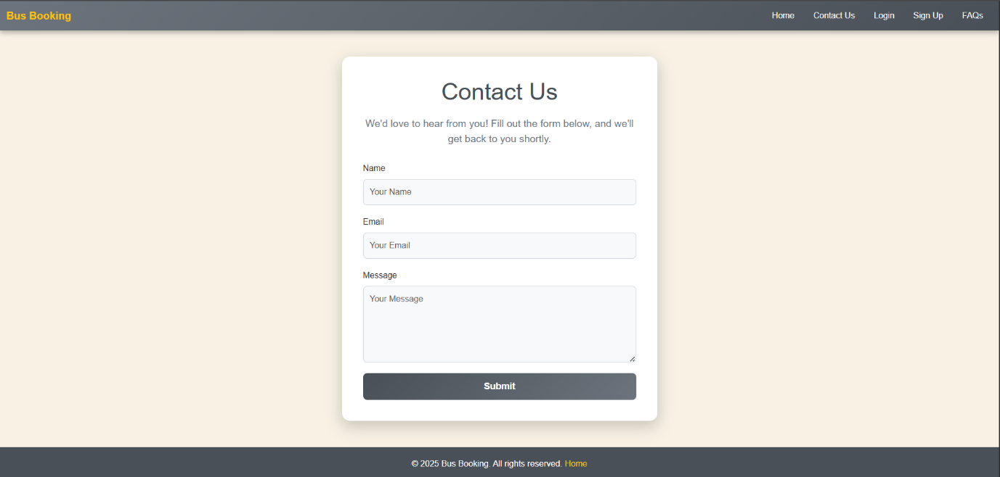 Bus Booking
Home Contact Us Login Sign Up FAQs
Contact Us
We'd love to hear from you! Fill out the form below, and we'll
get back to you shortly.
Name
Your Name
Email
Your Email
Message
Your Message
Submit
© 2025 Bus Booking. All rights reserved. Home